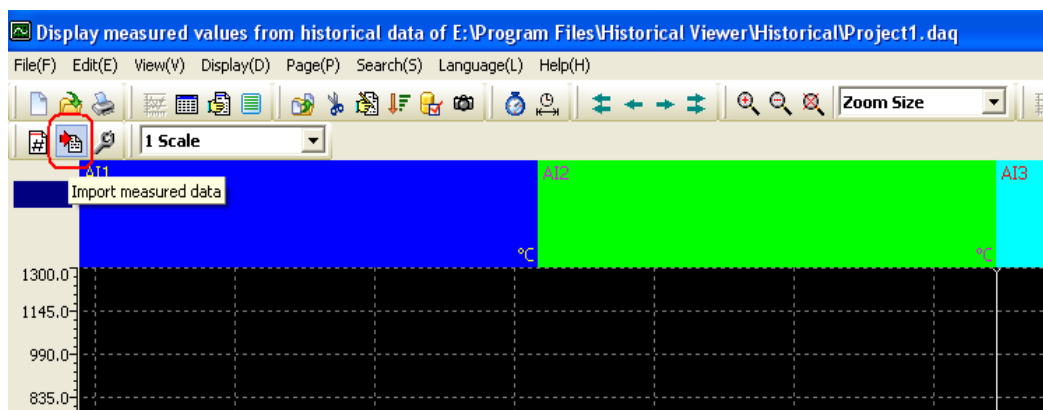 Display measured values from historical data of E:\Program Files\Historical Viewer\Historical\Project1.daq
File(F) Edit(E) View(V) Display(D) Page(P) Search(S) Language(L) Help(H)
Zoom Size
# 1 Scale
AI1 AI2 AI3
Import measured data
°C °C
1300.0
1145.0
990.0
835.0